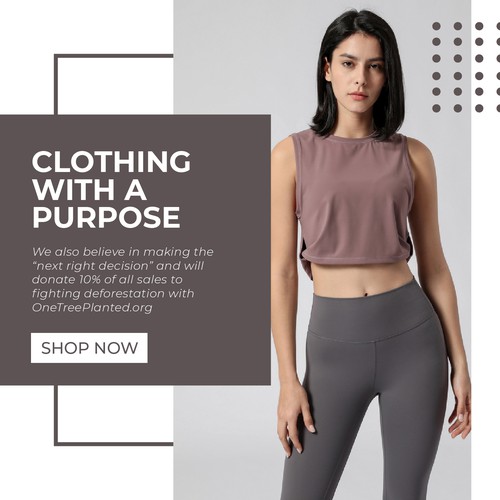 CLOTHING
WITH A
PURPOSE
We also believe in making the
“next right decision” and will
donate 10% of all sales to
fighting deforestation with
OneTreePlanted.org
SHOP NOW